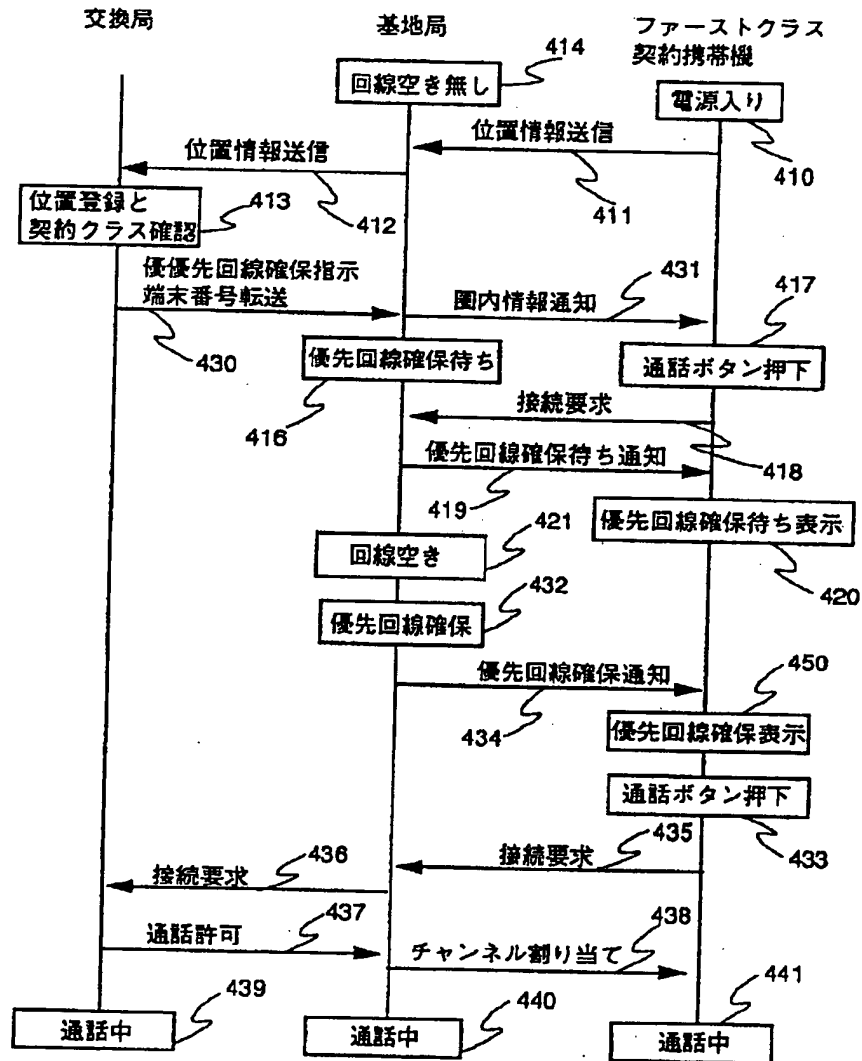 交換局
基地局
ファーストクラス
契約携帯機
414
回線空き無し
電源入り
位置情報送信
位置情報送信
410
411
412
413
位置登録と
契約クラス確認
優優先回線確保指示
端末番号転送
431
圏内情報通知
417
430
優先回線確保待ち
通話ボタン押下
416
接続要求
418
優先回線確保待ち通知
419
優先回線確保待ち表示
421
回線空き
420
432
優先回線確保
優先回線確保通知
450
434
優先回線確保表示
通話ボタン押下
435
接続要求
433
436
接続要求
437
通話許可
438
チャンネル割り当て
439
440
441
通話中
通話中
通話中